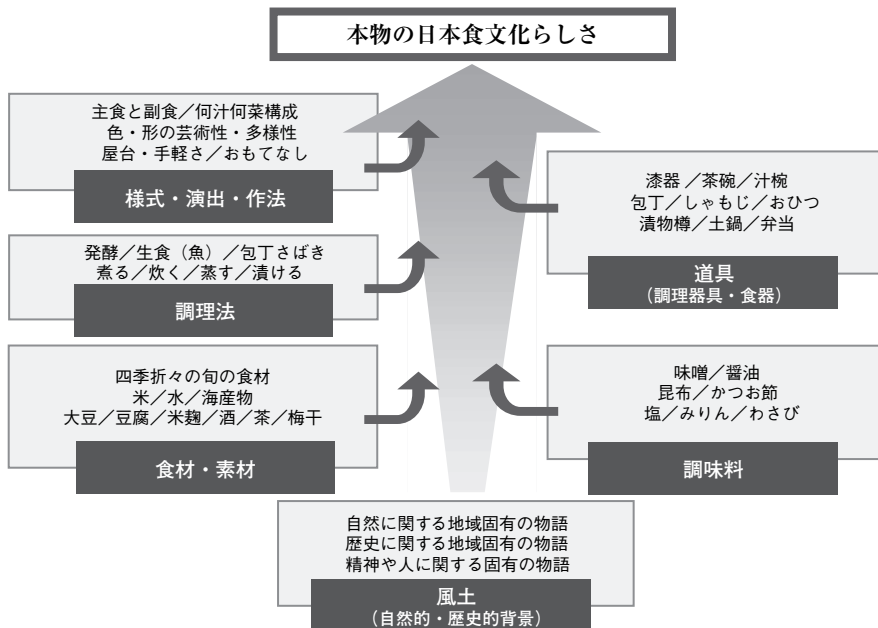 本物の日本食文化らしさ
主食と副食／何汁何菜構成
色・形の芸術性・多様性
屋台・手軽さ／おもてなし
様式・演出・作法
発酵／生食（魚）／包丁さばき
煮る／炊く／蒸す／漬ける
調理法
四季折々の旬の食材
米／水／海産物
大豆／豆腐／米麹／酒／茶／梅干
食材・素材
漆器／茶碗／汁椀
包丁／しゃもじ／おひつ
漬物樽／土鍋／弁当
道具
（調理器具・食器）
味噌／醤油
昆布／かつお節
塩／みりん／わさび
調味料
自然に関する地域固有の物語
歴史に関する地域固有の物語
精神や人に関する固有の物語
風土
（自然的・歴史的背景）